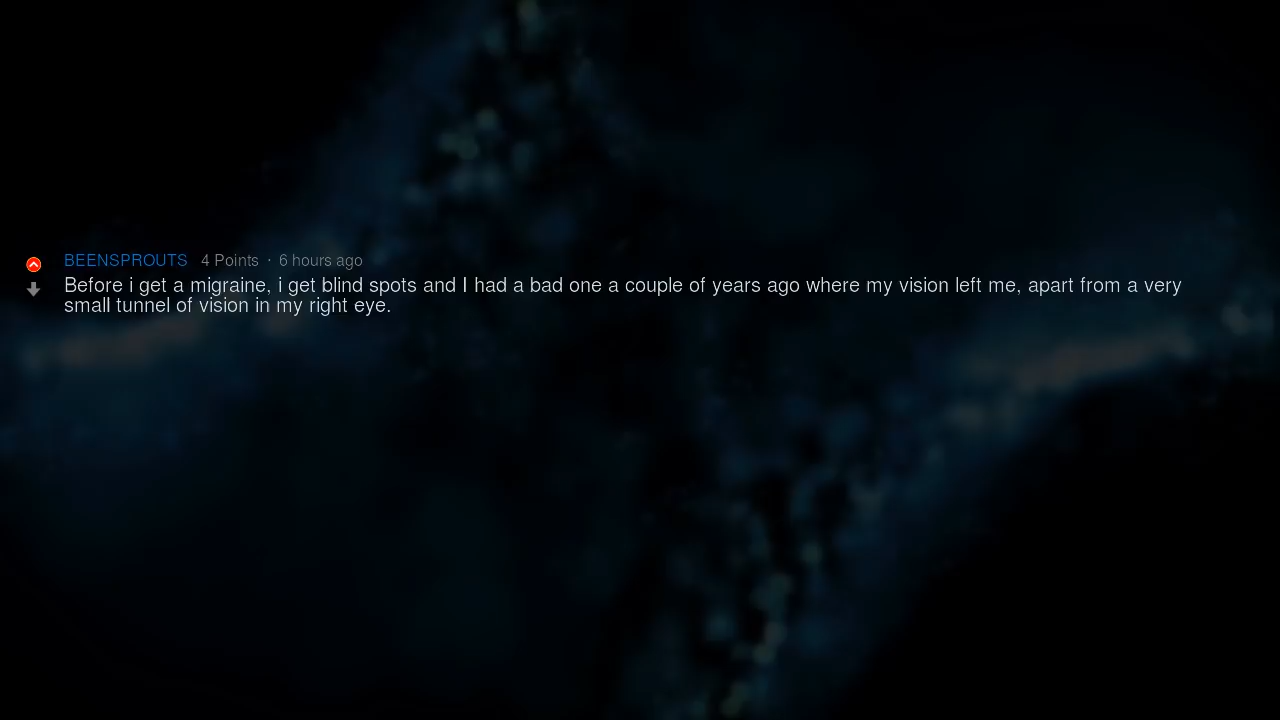 BEENSPROUTS 4 Points · 6 hours ago
Before i get a migraine, i get blind spots and I had a bad one a couple of years ago where my vision left me, apart from a very
small tunnel of vision in my right eye.